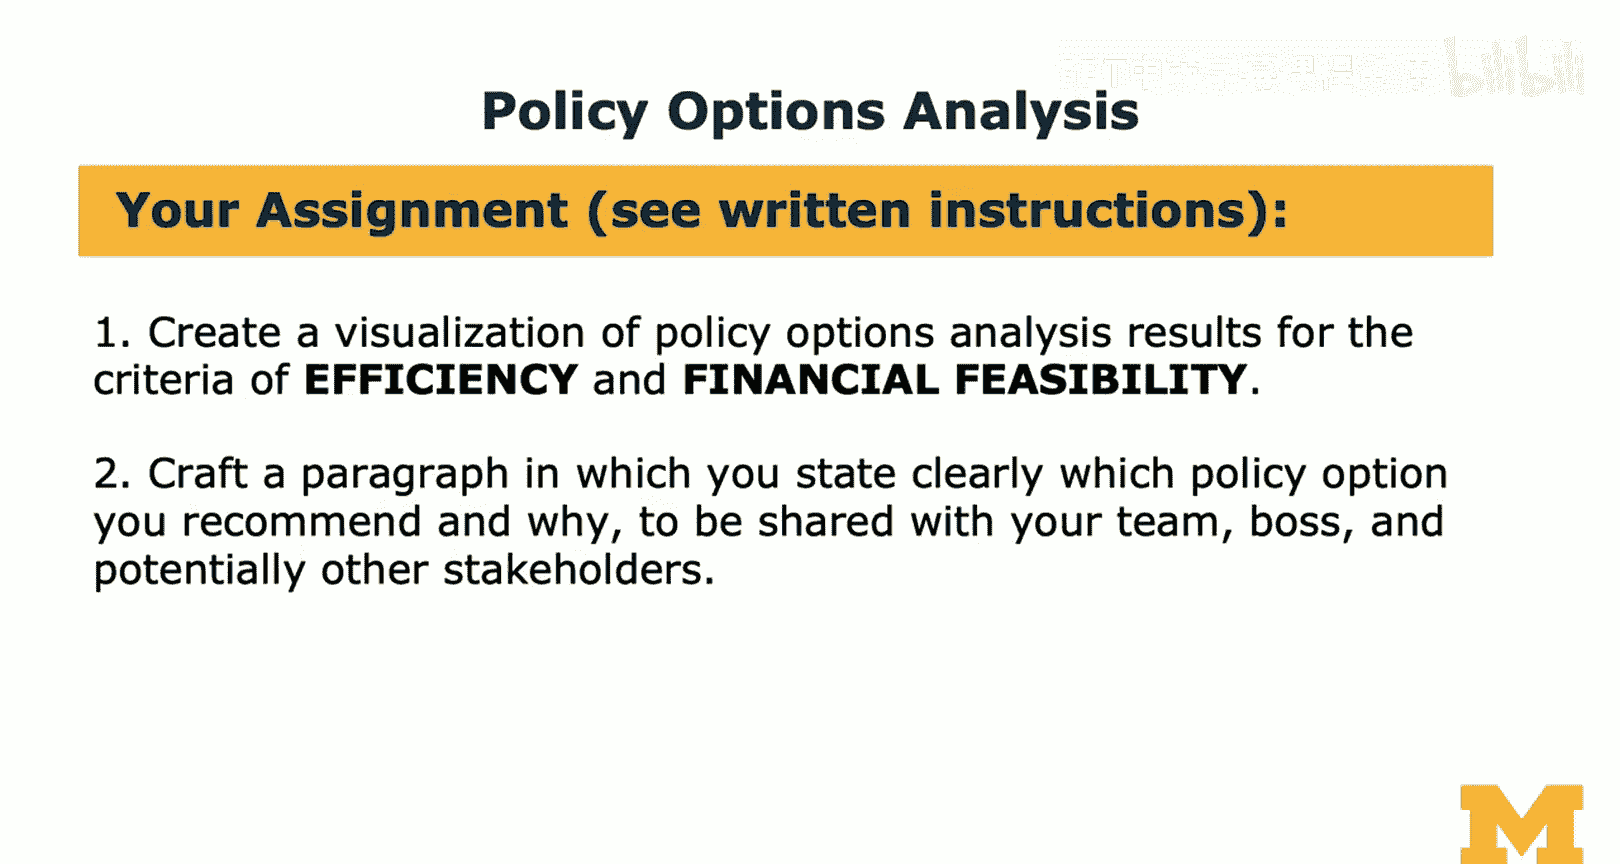 bilibili
Policy Options Analysis
Your Assignment (see written instructions):
1. Create a visualization of policy options analysis results for the
criteria of EFFICIENCY and FINANCIAL FEASIBILITY.
2. Craft a paragraph in which you state clearly which policy option
you recommend and why, to be shared with your team, boss, and
potentially other stakeholders.
M